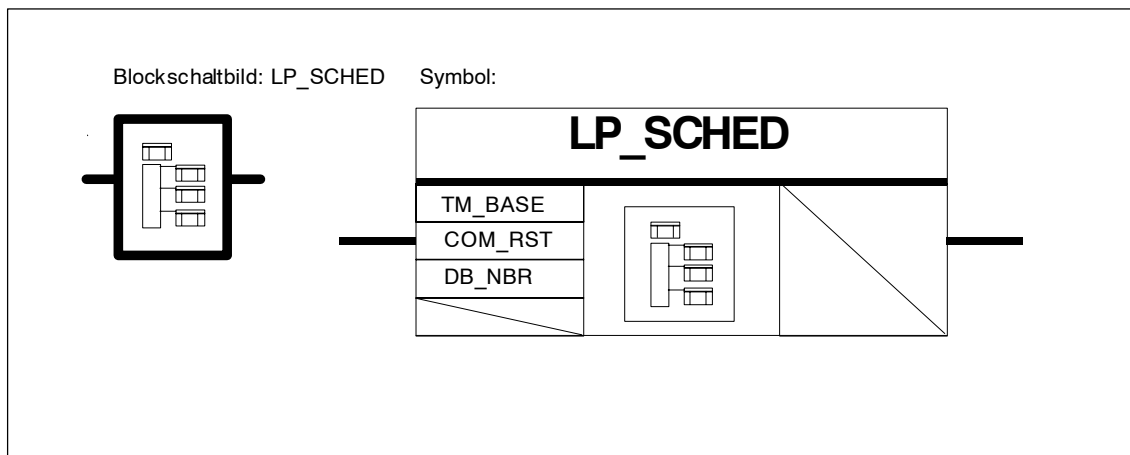 Blockschaltbild: LP_SCHED Symbol:
LP_SCHED
TM_BASE
COM_RST
DB_NBR